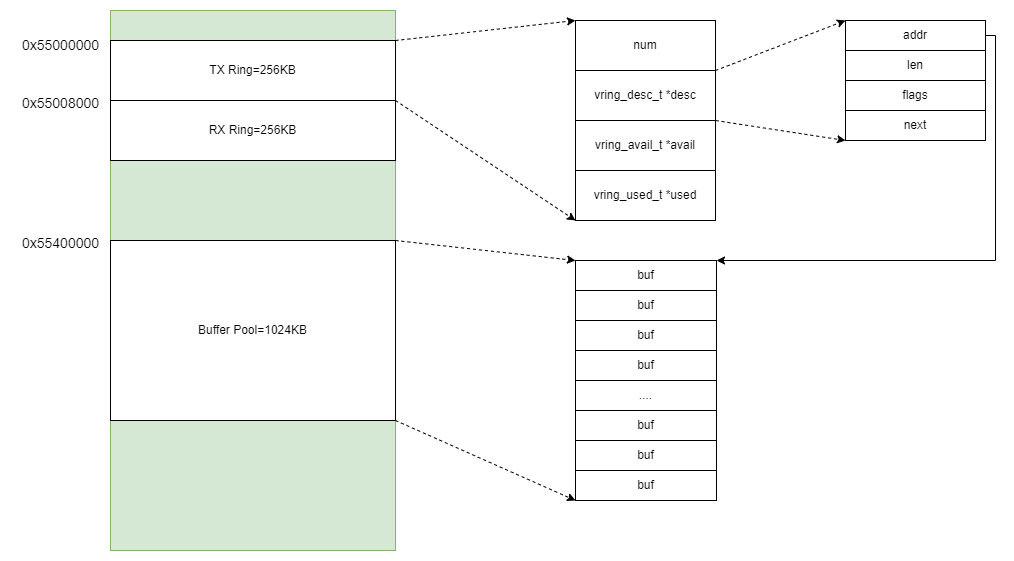 0x55000000
TX Ring=256KB
0x55008000
RX Ring=256KB
0x55400000
Buffer Pool=1024KB
num
vring_desc_t *desc
vring_avail_t *avail
vring_used_t *used
addr
len
flags
next
buf
buf
buf
buf
....
buf
buf
buf